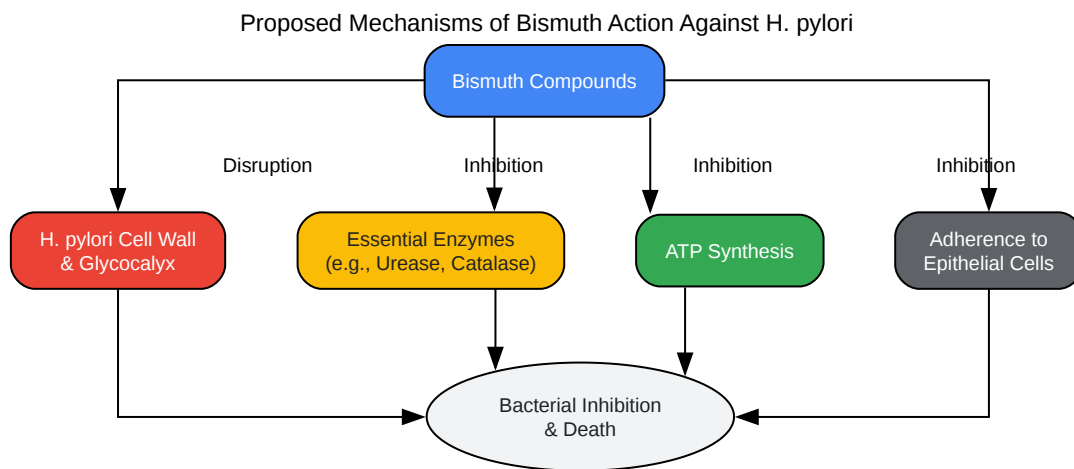 Proposed Mechanisms of Bismuth Action Against H. pylori
Bismuth Compounds
Disruption
Inhibition
Inhibition
Inhibition
H. pylori Cell Wall
& Glycocalyx
Essential Enzymes
(e.g., Urease, Catalase)
ATP Synthesis
Adherence to
Epithelial Cells
Bacterial Inhibition
& Death